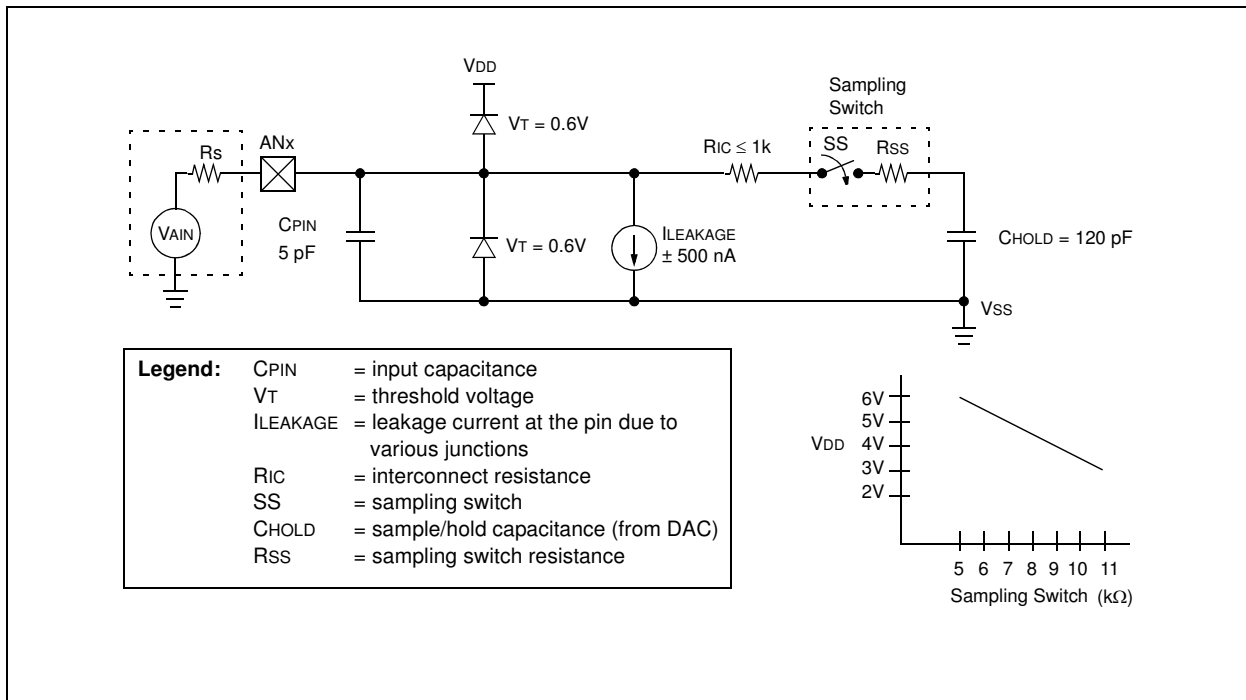 VDD
Sampling
Switch
VT = 0.6V
ANx
RIC ≤ 1k
SS
RSS
Rs
CPIN
5 pF
VAIN
VT = 0.6V
ILEAKAGE
± 500 nA
CHOLD = 120 pF
VSS
Legend: CPIN = input capacitance
VT = threshold voltage
ILEAKAGE = leakage current at the pin due to
various junctions
RIC = interconnect resistance
SS = sampling switch
CHOLD = sample/hold capacitance (from DAC)
RSS = sampling switch resistance
6V
5V
VDD 4V
3V
2V
5 6 7 8 9 10 11
Sampling Switch (kΩ)